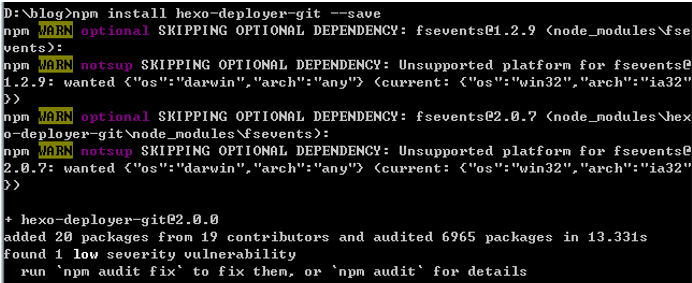 D:\blog>npm install hexo-deployer-git --save
npm WARN optional SKIPPING OPTIONAL DEPENDENCY: fsevents@1.2.9 (node_modules\fse
vents):
npm WARN notsup SKIPPING OPTIONAL DEPENDENCY: Unsupported platform for fsevents@
1.2.9: wanted {"os":"darwin","arch":"any"} (current: {"os":"win32","arch":"ia32"
})
npm WARN optional SKIPPING OPTIONAL DEPENDENCY: fsevents@2.0.7 (node_modules\hex
o-deployer-git\node_modules\fsevents):
npm WARN notsup SKIPPING OPTIONAL DEPENDENCY: Unsupported platform for fsevents@
2.0.7: wanted {"os":"darwin","arch":"any"} (current: {"os":"win32","arch":"ia32"
})
+ hexo-deployer-git@2.0.0
added 20 packages from 19 contributors and audited 6965 packages in 13.331s
found 1 low severity vulnerability
run `npm audit fix` to fix them, or `npm audit` for details